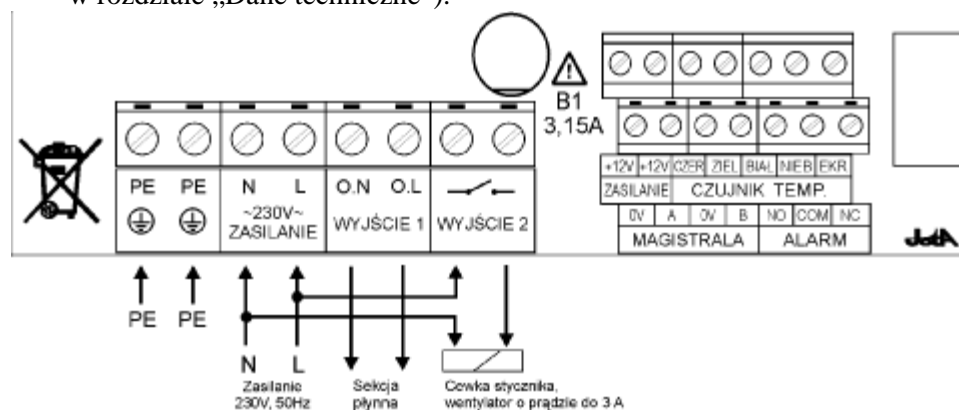 w rozdziale „Dane techniczne”).
B1
3,15A
PE PE N L O.N O.L
~230V~
ZASILANIE
WYJŚCIE 1
WYJŚCIE 2
+12V +12V CZER ZIEL BIAŁ NIEB EKR
ZASILANIE CZUJNIK TEMP.
0V A 0V B NO COM NC
MAGISTRALA ALARM
JotA
PE PE
N L
Zasilanie
230V, 50Hz
Sekcja
płynna
Cewka stycznika,
wentylator o prądzie do 3 A